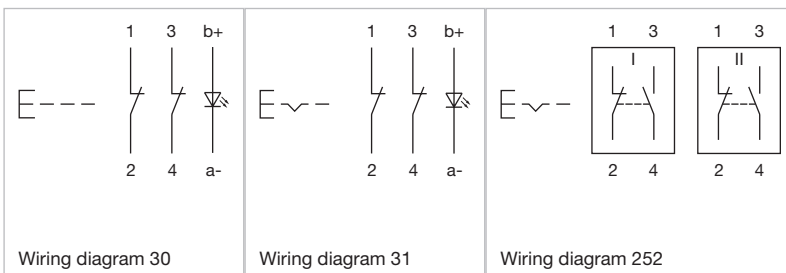 1 3 b+
2 4 a-
Wiring diagram 30
1 3 b+
2 4 a-
Wiring diagram 31
1 3 1 3
I II
2 4 2 4
Wiring diagram 252